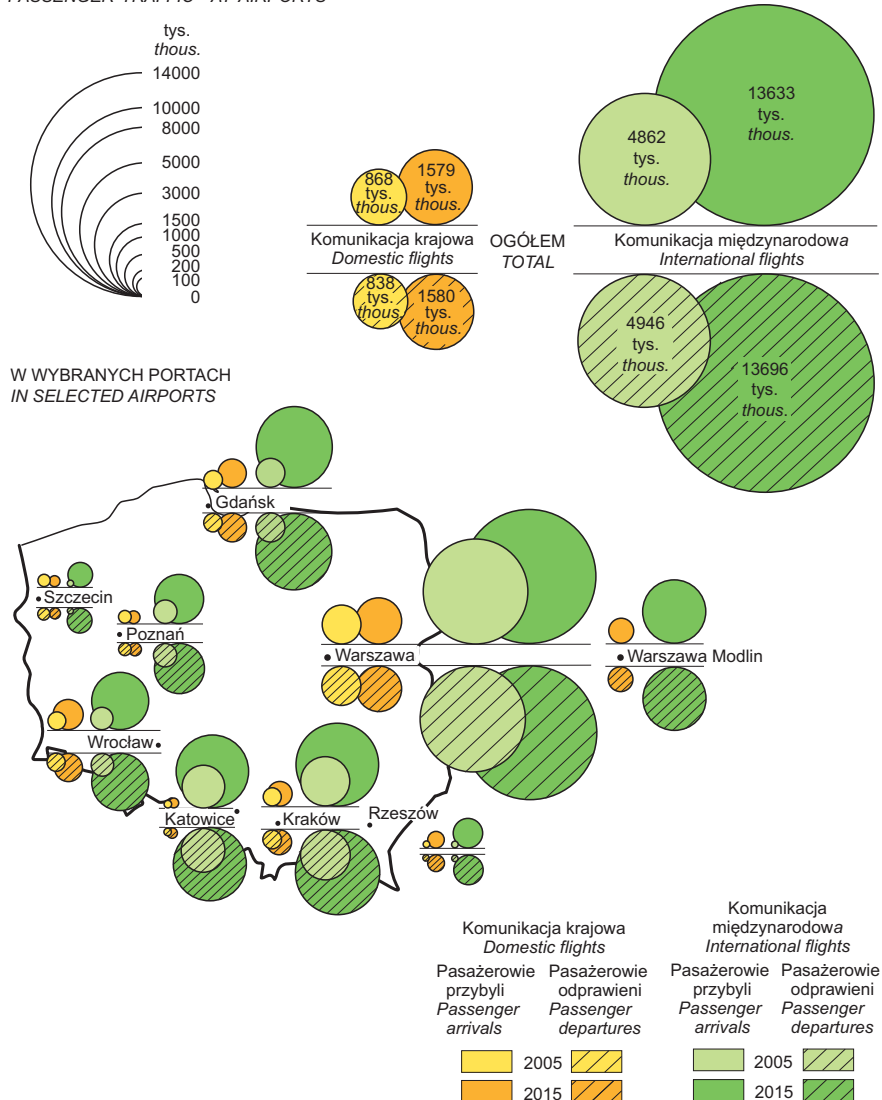 tys.
thous.
14000
10000
8000
5000
3000
1500
1000
500
200
100
0
868
tys.
thous.
1579
tys.
thous.
4862
tys.
thous.
13633
tys.
thous.
Komunikacja krajowa
Domestic flights
OGÓŁEM
TOTAL
Komunikacja międzynarodowa
International flights
838
tys.
thous.
1580
tys.
thous.
4946
tys.
thous.
13696
tys.
thous.
W WYBRANYCH PORTACH
IN SELECTED AIRPORTS
Gdańsk
Szczecin
Poznań
Warszawa
Warszawa Modlin
Wrocław
Katowice
Kraków
Rzeszów
Komunikacja krajowa
Domestic flights
Pasażerowie
przybyli
Passenger
arrivals
Pasażerowie
odprawieni
Passenger
departures
Komunikacja
międzynarodowa
International flights
Pasażerowie
przybyli
Passenger
arrivals
Pasażerowie
odprawieni
Passenger
departures
2005
2015
2005
2015